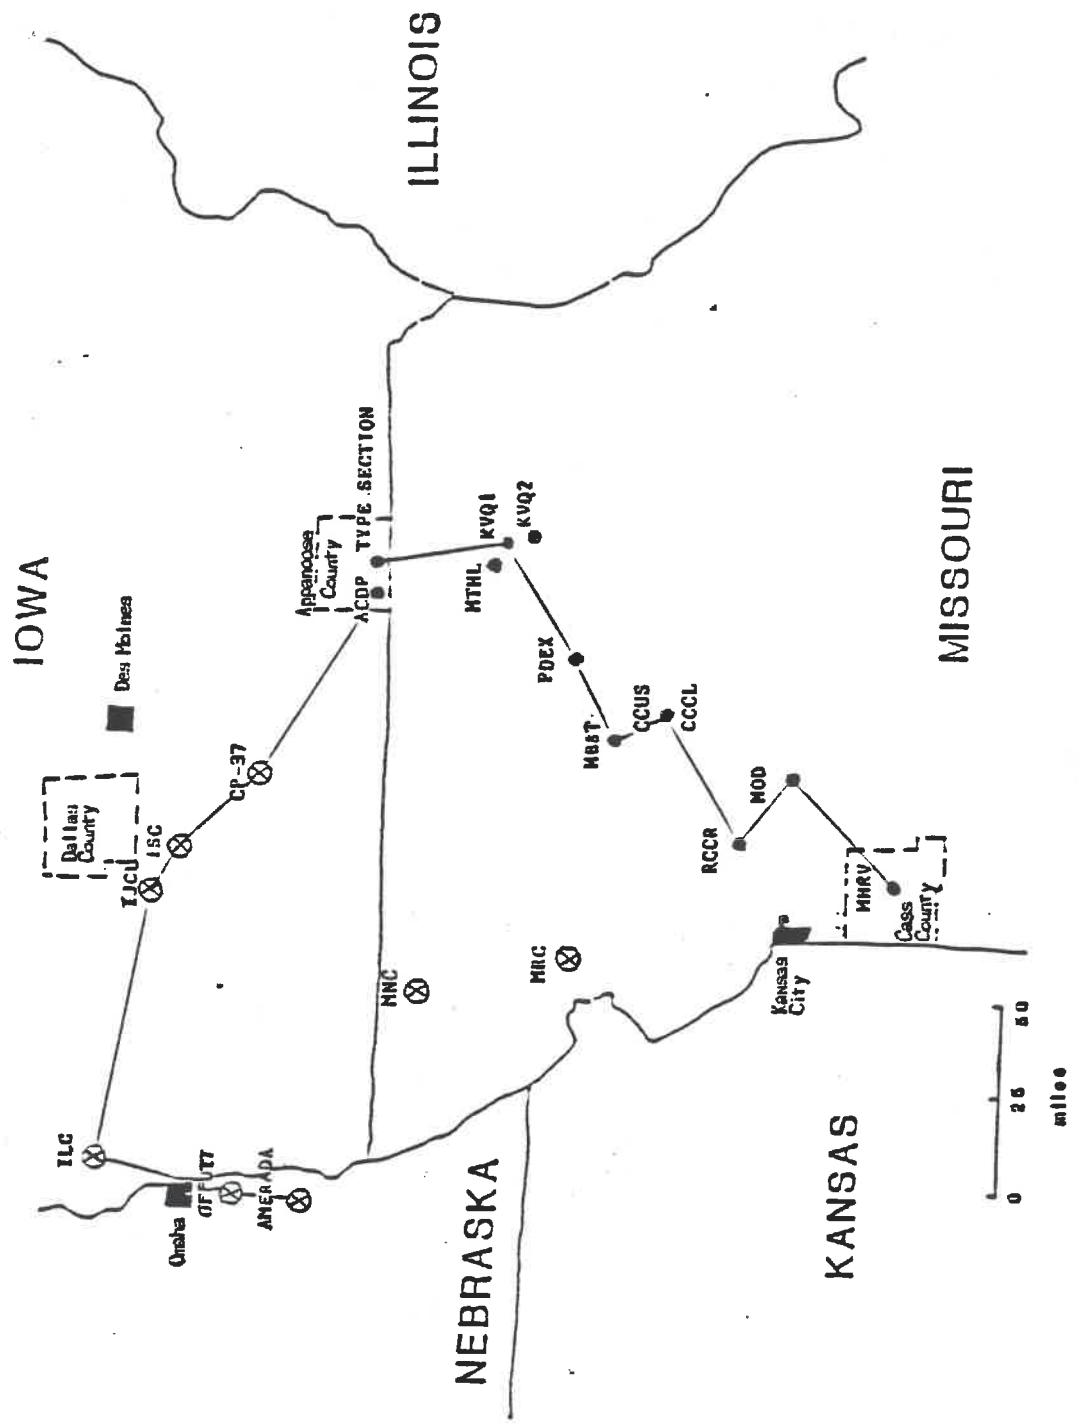 IOWA
ILLINOIS
Des Moines
Dallas
County
Appanoose
County
TYPE SECTION
ACDP
CP-37
ISC
ILC
Omaha
OFFUTT
AMERADA
MNC
MRC
MTHL
KVQ1
KVQ2
PDEX
MB&T
CCUS
CCCL
RCCR
MOD
MHRV
Cass
County
Kansas
City
NEBRASKA
KANSAS
MISSOURI
0 25 50
miles